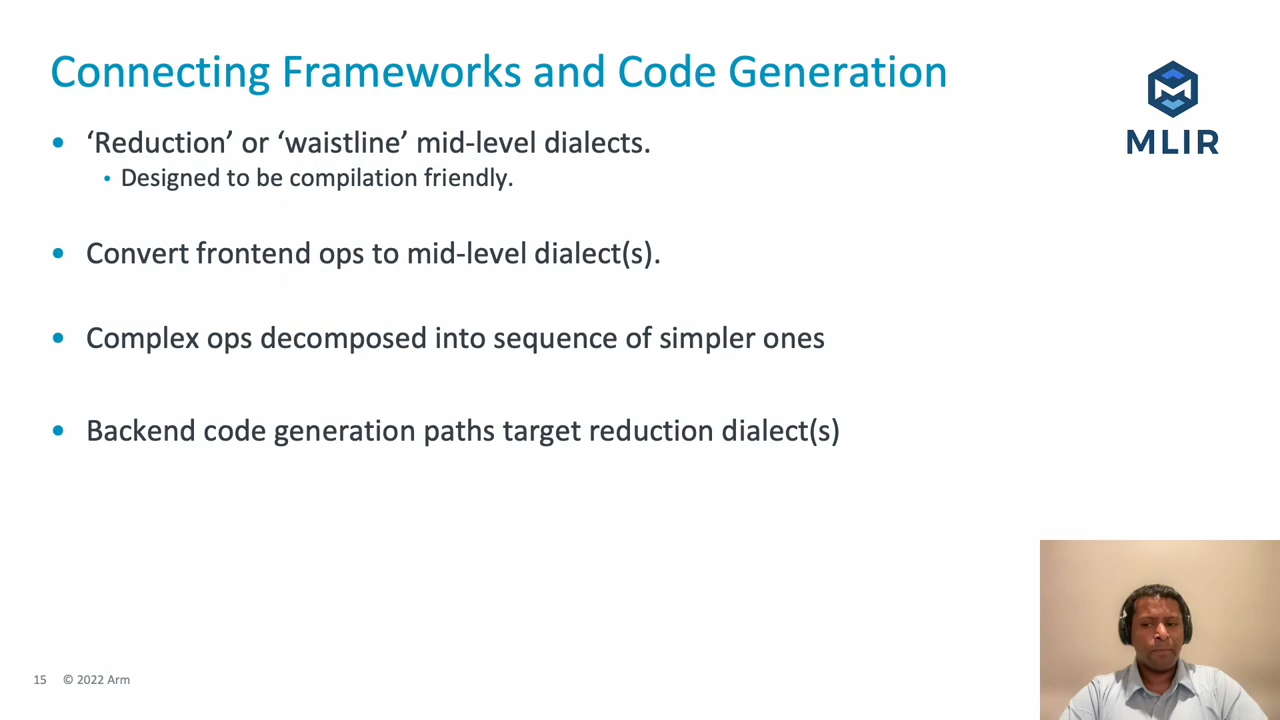 Connecting Frameworks and Code Generation
MLIR
• ‘Reduction’ or ‘waistline’ mid-level dialects.
• Designed to be compilation friendly.
• Convert frontend ops to mid-level dialect(s).
• Complex ops decomposed into sequence of simpler ones
• Backend code generation paths target reduction dialect(s)
15 © 2022 Arm